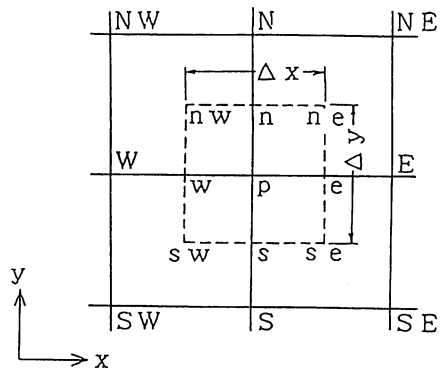 NW N NE
Δx
nw n ne
Δy
W w p e E
sw s se
y
SW S SE
x